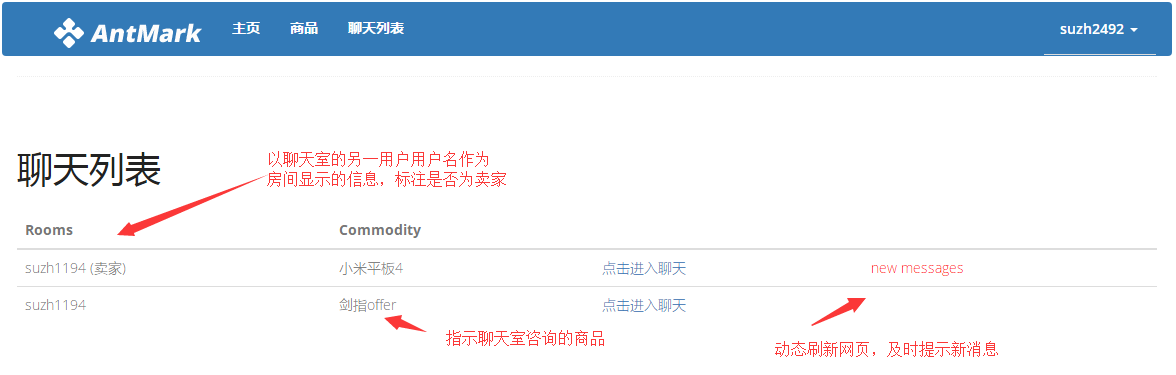 AntMark 主页 商品 聊天列表 suzh2492
聊天列表
以聊天室的另一用户用户名作为
房间显示的信息，标注是否为卖家
Rooms Commodity
suzh1194 (卖家) 小米平板4 点击进入聊天 new messages
suzh1194 剑指offer 点击进入聊天
指示聊天室咨询的商品
动态刷新网页，及时提示新消息